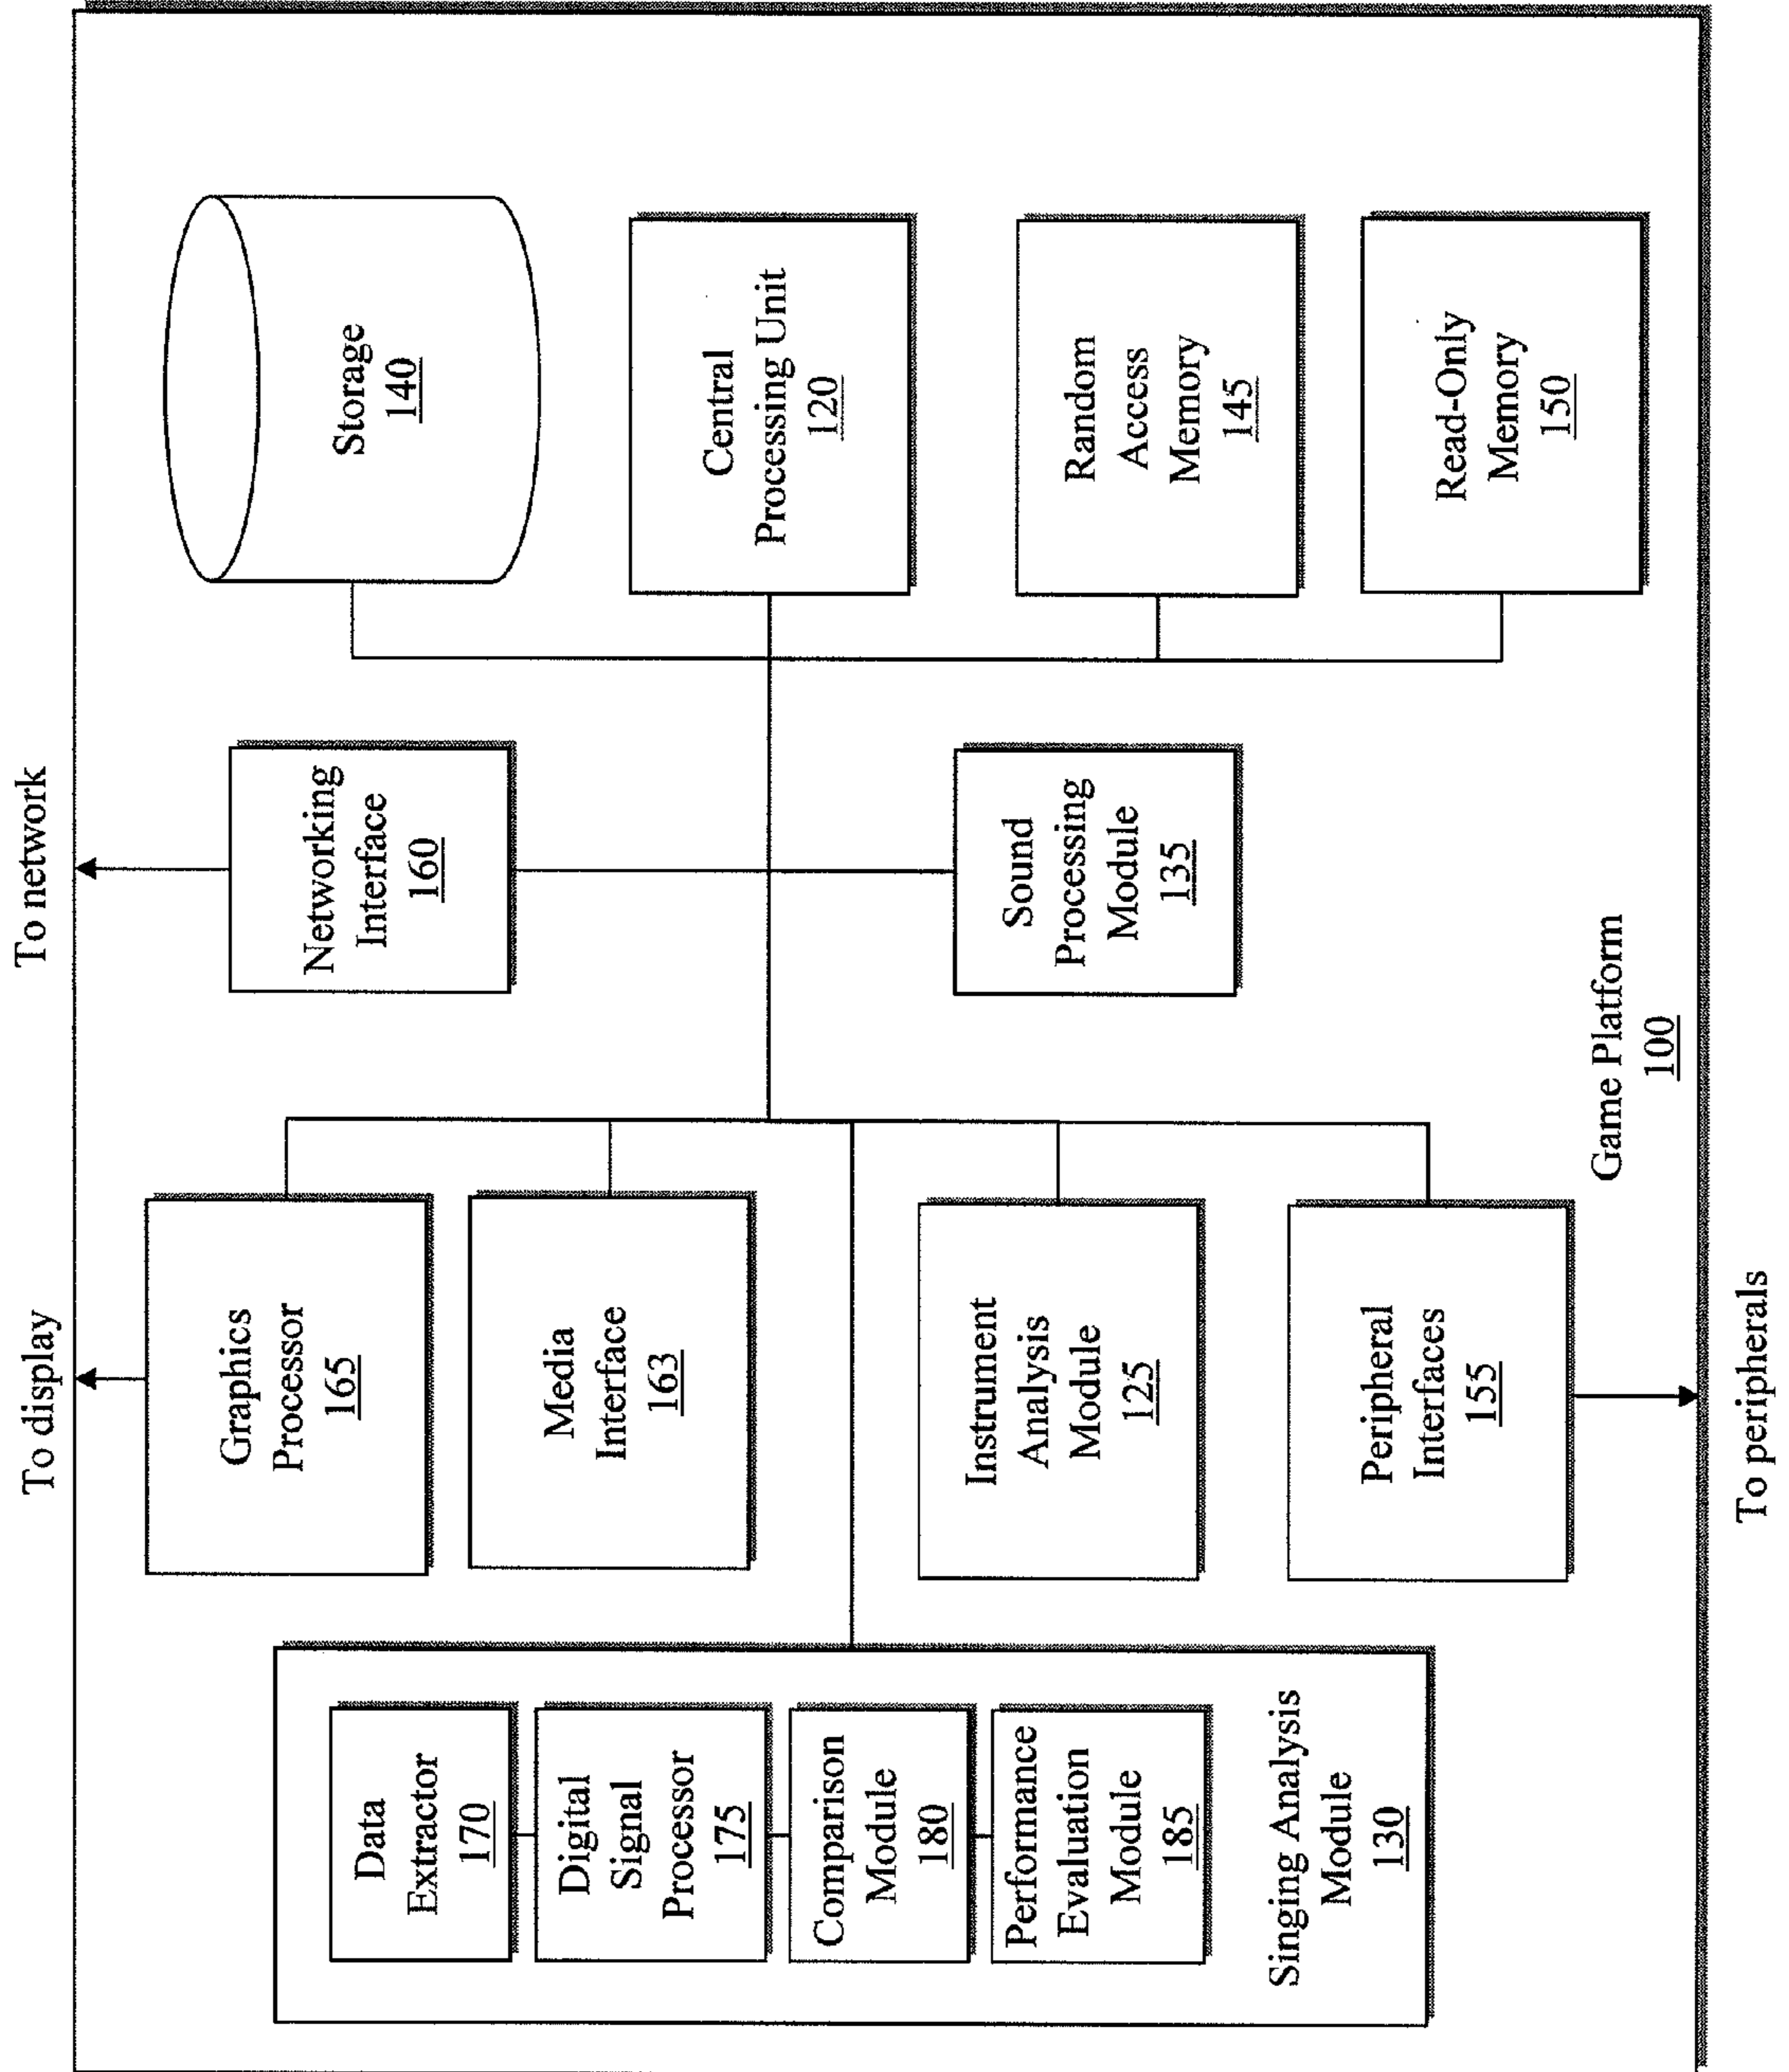 To display
To network
Graphics
Processor
165
Media
Interface
163
Instrument
Analysis
Module
125
Peripheral
Interfaces
155
To peripherals
Data
Extractor
170
Digital
Signal
Processor
175
Comparison
Module
180
Performance
Evaluation
Module
185
Singing Analysis
Module
130
Networking
Interface
160
Sound
Processing
Module
135
Storage
140
Central
Processing Unit
120
Random
Access
Memory
145
Read-Only
Memory
150
Game Platform
100